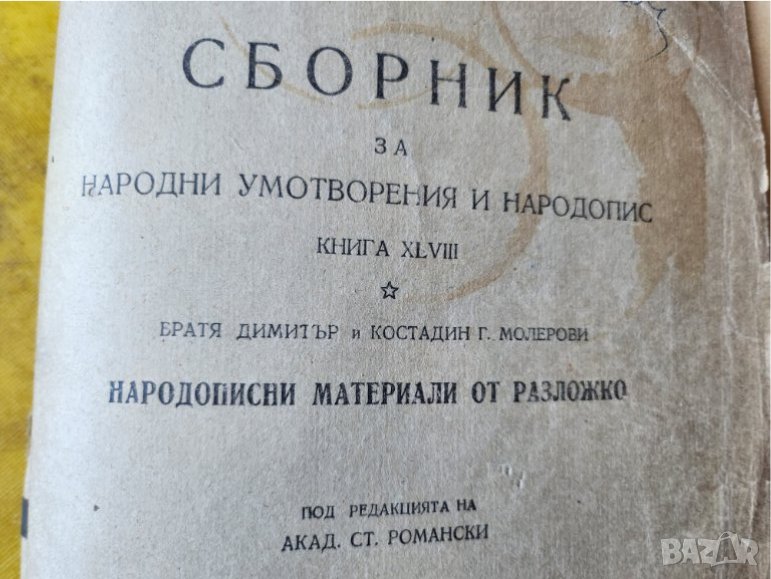 СБОРНИК
ЗА
НАРОДНИ УМОТВОРЕНИЯ И НАРОДОПИС
КНИГА XLVIII
БРАТЯ ДИМИТЪР и КОСТАДИН Г. МОЛЕРОВИ
НАРОДОПИСНИ МАТЕРИАЛИ ОТ РАЗЛОЖКО
ПОД РЕДАКЦИЯТА НА
АКАД. СТ. РОМАНСКИ
BAZAR